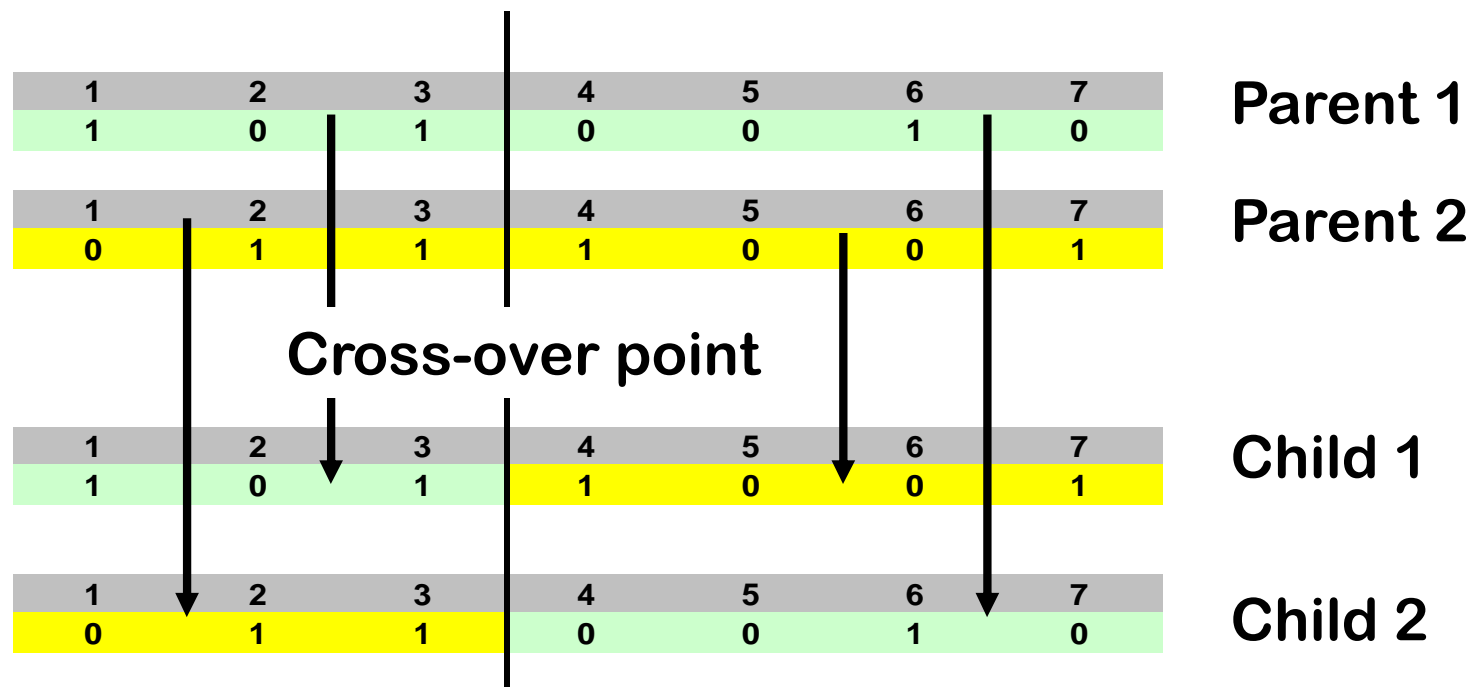 1 2 3 4 5 6 7
Parent 1
1 0 1 0 0 1 0
1 2 3 4 5 6 7
Parent 2
0 1 1 1 0 0 1
Cross-over point
1 2 3 4 5 6 7
Child 1
1 0 1 1 0 0 1
1 2 3 4 5 6 7
Child 2
0 1 1 0 0 1 0